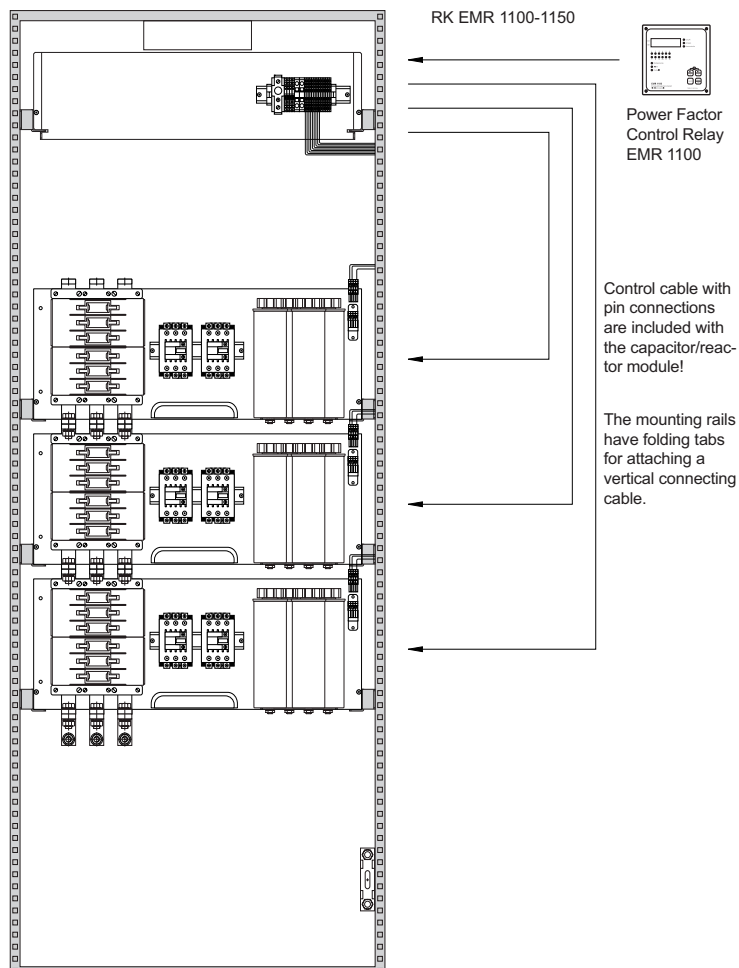 RK EMR 1100-1150
Power Factor
Control Relay
EMR 1100
Control cable with
pin connections
are included with
the capacitor/reac-
tor module!
The mounting rails
have folding tabs
for attaching a
vertical connecting
cable.